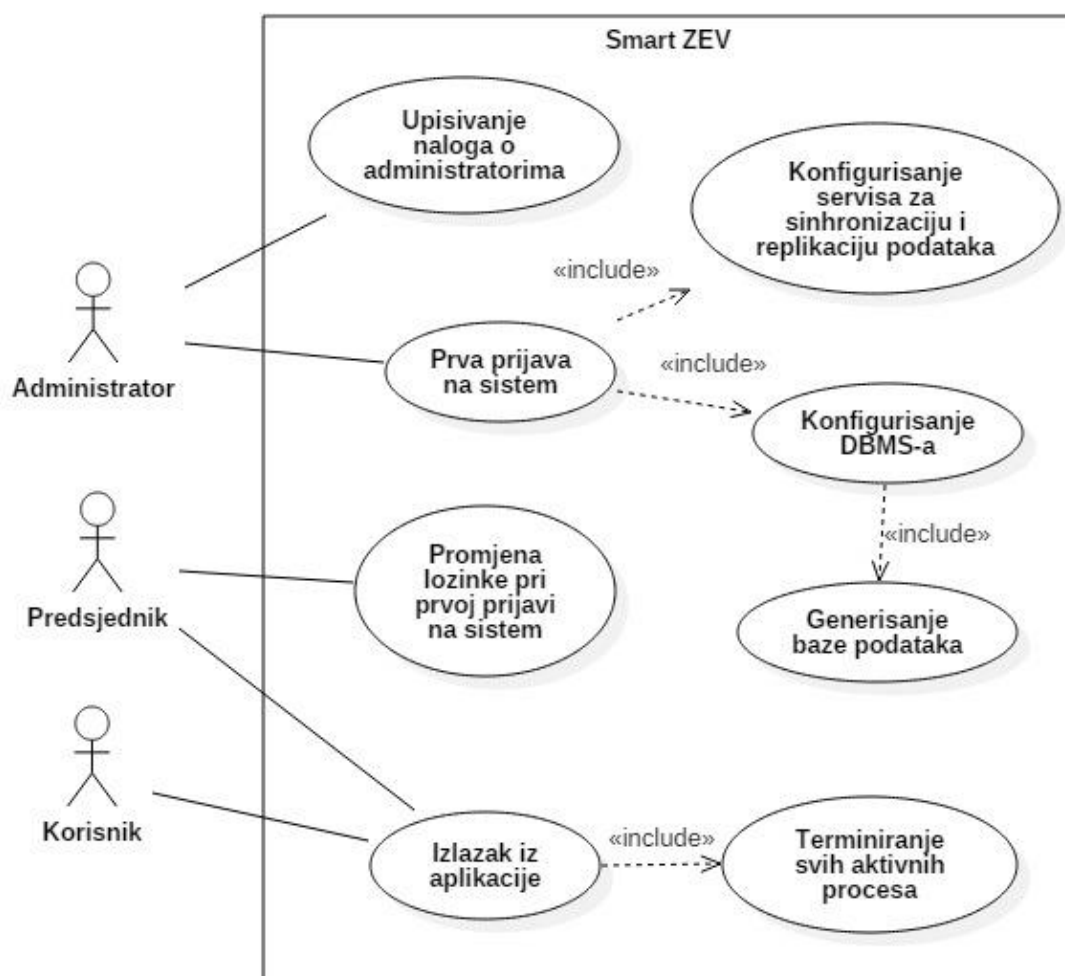 Smart ZEV
Upisivanje
naloga o
administratorima
Konfigurisanje
servisa za
sinhronizaciju i
replikaciju podataka
«include»
Administrator
Prva prijava
na sistem
«include»
Konfigurisanje
DBMS-a
«include»
Predsjednik
Promjena
lozinke pri
prvoj prijavi
na sistem
Generisanje
baze podataka
Korisnik
Izlazak iz
aplikacije
«include»
Terminiranje
svih aktivnih
procesa